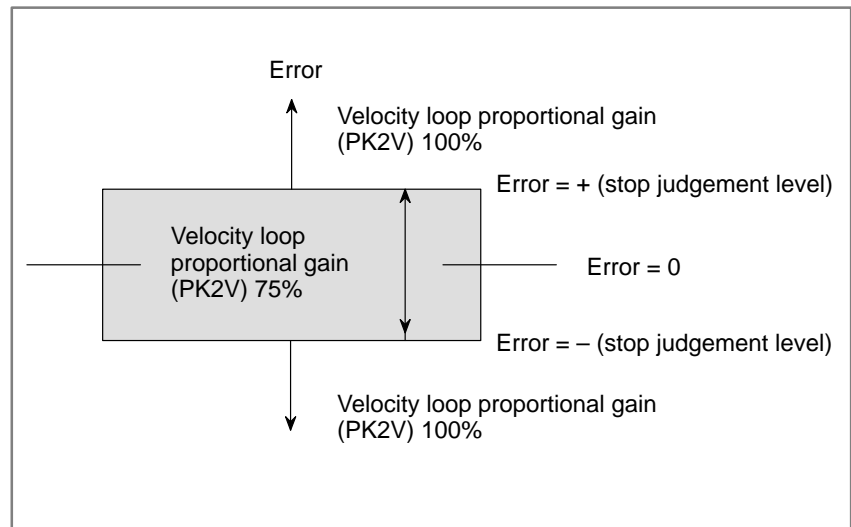 Error
Velocity loop proportional gain
(PK2V) 100%
Error = + (stop judgement level)
Velocity loop
proportional gain
(PK2V) 75%
Error = 0
Error = – (stop judgement level)
Velocity loop proportional gain
(PK2V) 100%